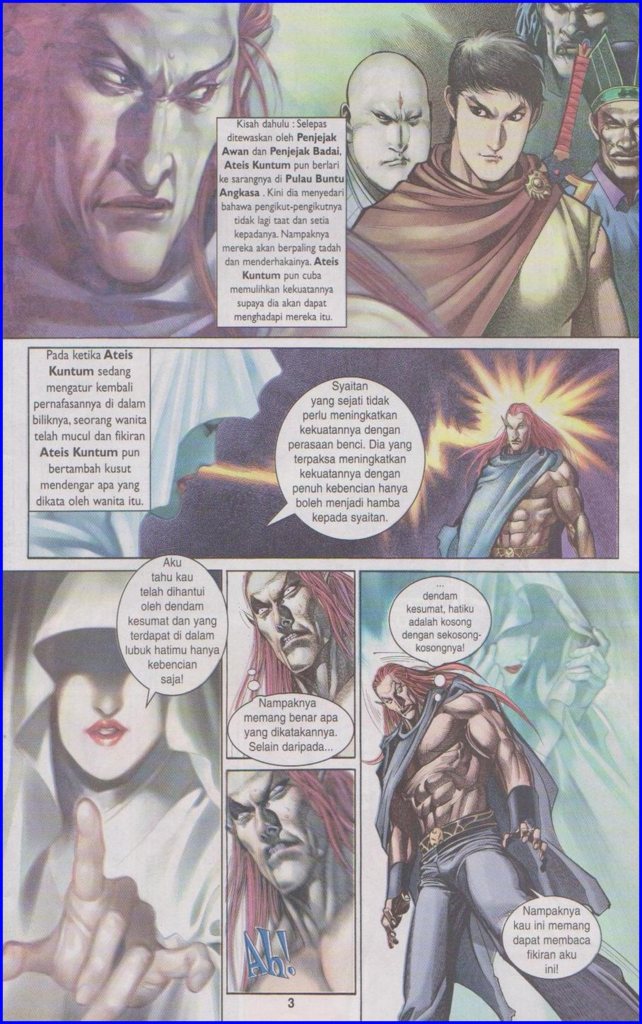 Kisah dahulu : Selepas
ditewaskan oleh Penjejak
Awan dan Penjejak Badai,
Ateis Kuntum pun berlari
ke sarangnya di Pulau Buntu
Angkasa . Kini dia menyedari
bahawa pengikut-pengikutnya
tidak lagi taat dan setia
kepadanya. Nampaknya
mereka akan berpaling tadah
dan menderhakainya. Ateis
Kuntum pun cuba
memulihkan kekuatannya
supaya dia akan dapat
menghadapi mereka itu.
Pada ketika Ateis
Kuntum sedang
mengatur kembali
pernafasannya di dalam
biliknya, seorang wanita
telah mucul dan fikiran
Ateis Kuntum pun
bertambah kusut
mendengar apa yang
dikata oleh wanita itu.
Syaitan
yang sejati tidak
perlu meningkatkan
kekuatannya dengan
perasaan benci. Dia yang
terpaksa meningkatkan
kekuatannya dengan
penuh kebencian hanya
boleh menjadi hamba
kepada syaitan.
Aku
tahu kau
telah dihantui
oleh dendam
kesumat dan yang
terdapat di dalam
lubuk hatimu hanya
kebencian
saja!
Nampaknya
memang benar apa
yang dikatakannya.
Selain daripada...
Ah!
...
dendam
kesumat, hatiku
adalah kosong
dengan sekosong-
kosongnya!
Nampaknya
kau ini memang
dapat membaca
fikiran aku
ini!
3